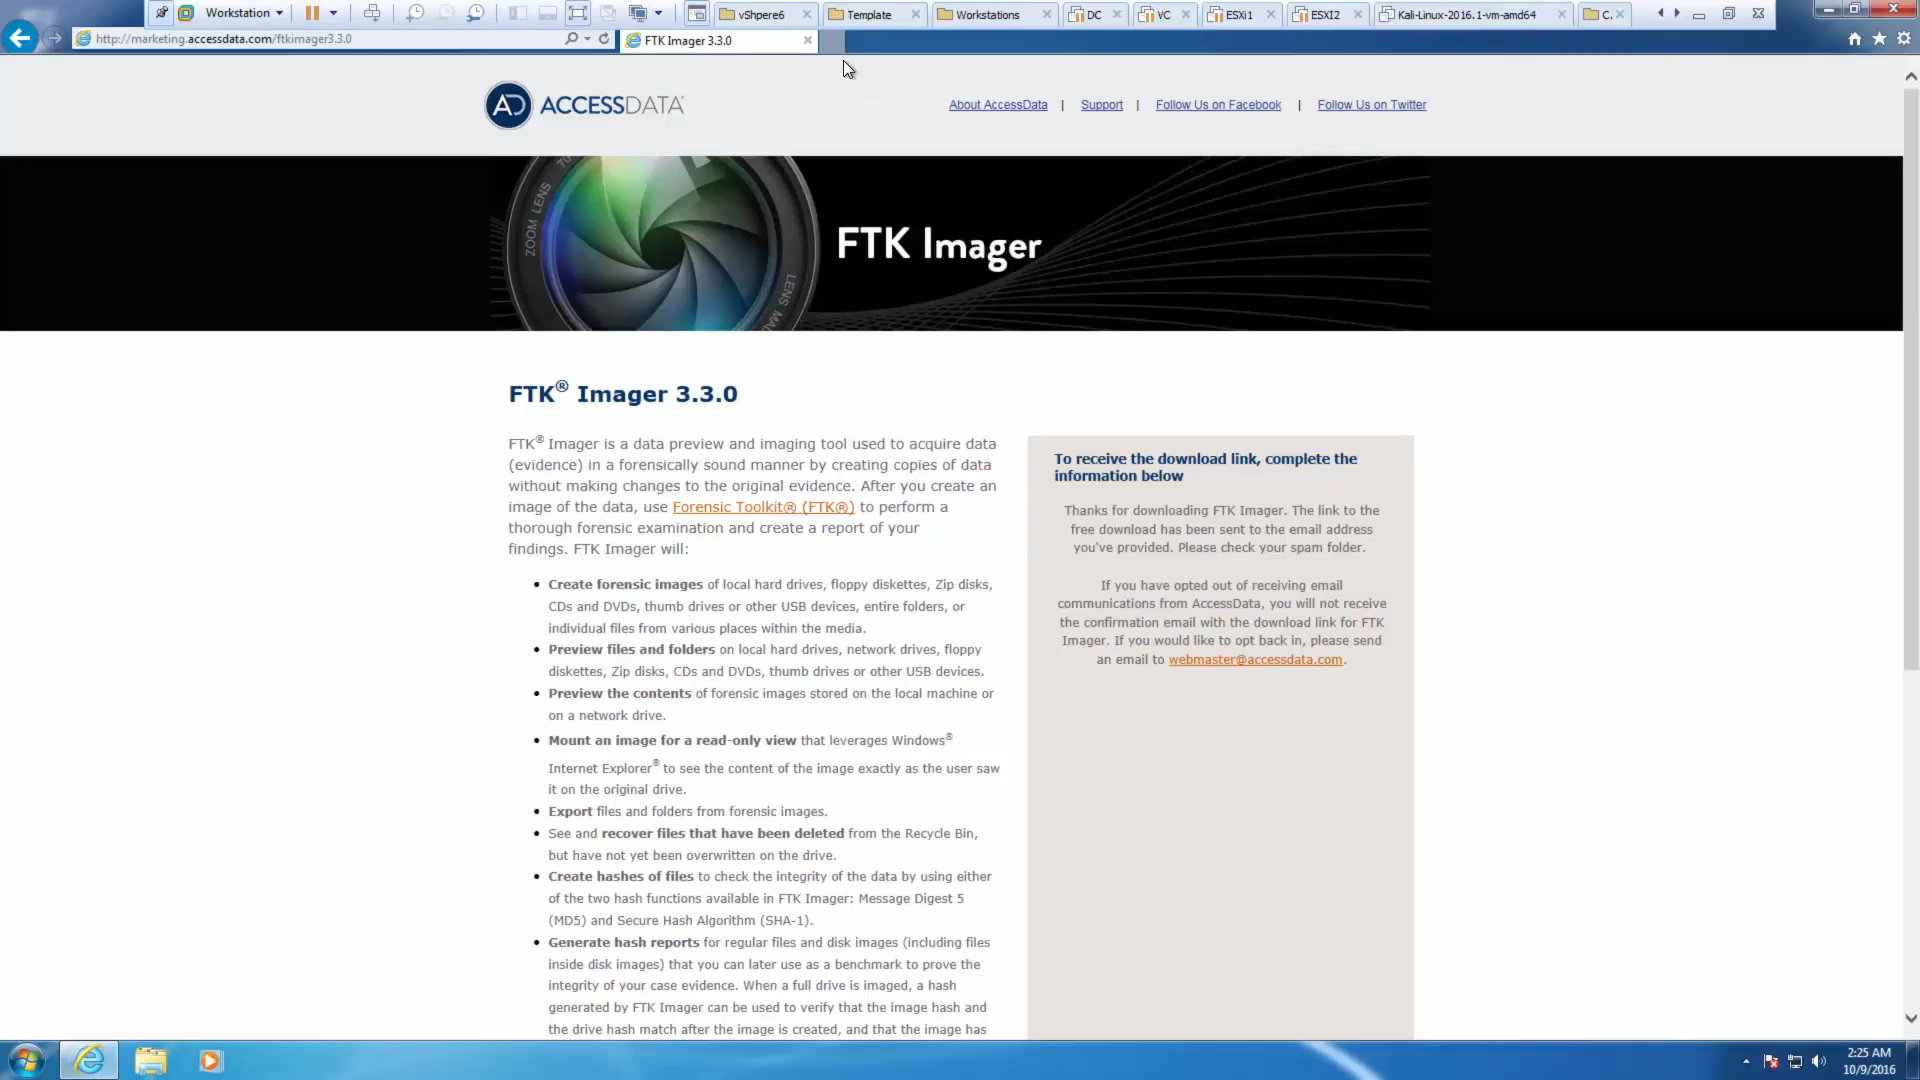 Workstation
vShpere6
Template
Workstations
DC
VC
ESXi1
ESXI2
Kali-Linux-2016.1-vm-amd64
C.
http://marketing.accessdata.com/ftkimager3.3.0
FTK Imager 3.3.0
ACCESSDATA
About AccessData | Support | Follow Us on Facebook | Follow Us on Twitter
ZOOM LENS
FTK Imager
FTK® Imager 3.3.0
FTK® Imager is a data preview and imaging tool used to acquire data
(evidence) in a forensically sound manner by creating copies of data
without making changes to the original evidence. After you create an
image of the data, use Forensic Toolkit® (FTK®) to perform a
thorough forensic examination and create a report of your
findings. FTK Imager will:
• Create forensic images of local hard drives, floppy diskettes, Zip disks,
CDs and DVDs, thumb drives or other USB devices, entire folders, or
individual files from various places within the media.
• Preview files and folders on local hard drives, network drives, floppy
diskettes, Zip disks, CDs and DVDs, thumb drives or other USB devices.
• Preview the contents of forensic images stored on the local machine or
on a network drive.
• Mount an image for a read-only view that leverages Windows®
Internet Explorer® to see the content of the image exactly as the user saw
it on the original drive.
• Export files and folders from forensic images.
• See and recover files that have been deleted from the Recycle Bin,
but have not yet been overwritten on the drive.
• Create hashes of files to check the integrity of the data by using either
of the two hash functions available in FTK Imager: Message Digest 5
(MD5) and Secure Hash Algorithm (SHA-1).
• Generate hash reports for regular files and disk images (including files
inside disk images) that you can later use as a benchmark to prove the
integrity of your case evidence. When a full drive is imaged, a hash
generated by FTK Imager can be used to verify that the image hash and
the drive hash match after the image is created, and that the image has
To receive the download link, complete the
information below
Thanks for downloading FTK Imager. The link to the
free download has been sent to the email address
you've provided. Please check your spam folder.
If you have opted out of receiving email
communications from AccessData, you will not receive
the confirmation email with the download link for FTK
Imager. If you would like to opt back in, please send
an email to webmaster@accessdata.com.
2:25 AM
10/9/2016